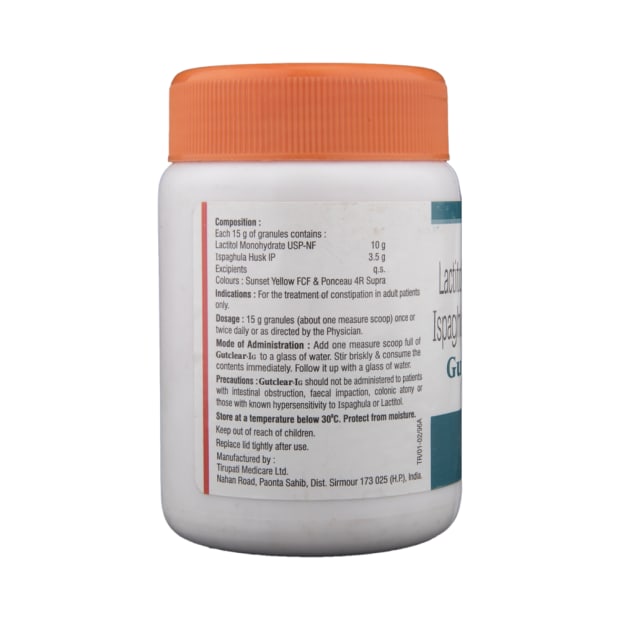 Composition :
Each 15 g of granules contains :
Lactitol Monohydrate USP-NF 10 g
Ispaghula Husk IP 3.5 g
Excipients q.s.
Colours : Sunset Yellow FCF & Ponceau 4R Supra
Indications : For the treatment of constipation in adult patients
only.
Dosage : 15 g granules (about one measure scoop) once or
twice daily or as directed by the Physician.
Mode of Administration : Add one measure scoop full of
Gutclear-IG to a glass of water. Stir briskly & consume the
contents immediately. Follow it up with a glass of water.
Precautions : Gutclear-IG should not be administered to patients
with intestinal obstruction, faecal impaction, colonic atony or
those with known hypersensitivity to Ispaghula or Lactitol.
Store at a temperature below 30°C. Protect from moisture.
Keep out of reach of children.
Replace lid tightly after use.
Manufactured by :
Tirupati Medicare Ltd.
Nahan Road, Paonta Sahib, Dist. Sirmour 173 025 (H.P.), India.
TR/01-02/96A
Lactit
Ispagh
Gu